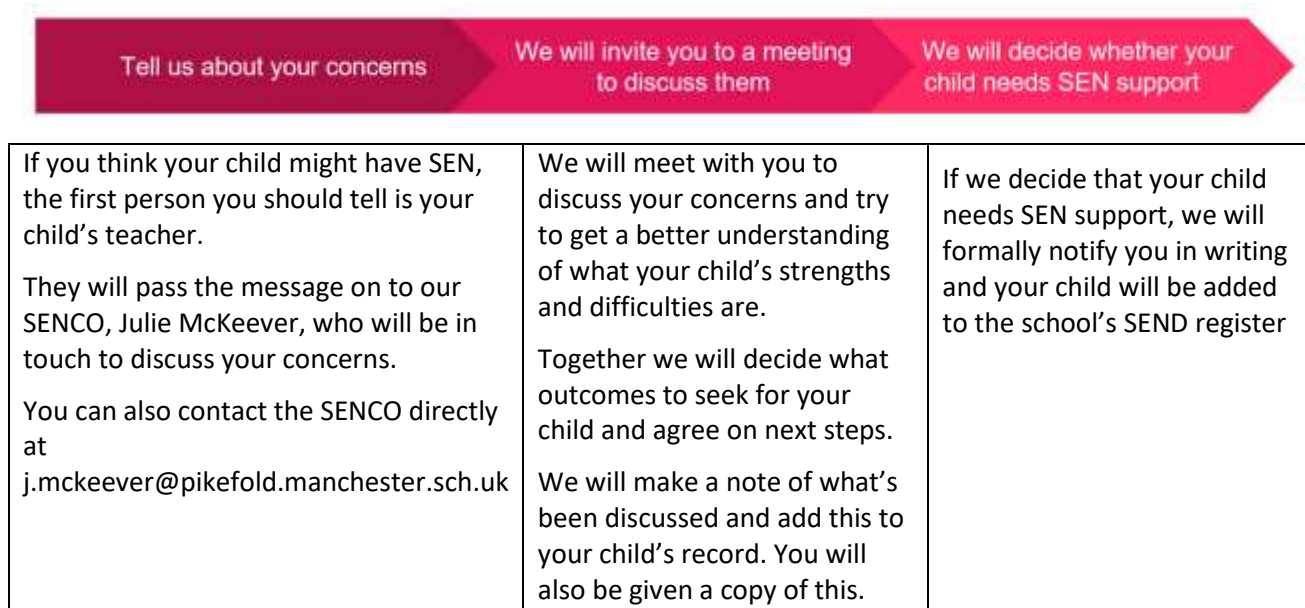 Tell us about your concerns
We will invite you to a meeting
to discuss them
We will decide whether your
child needs SEN support
If you think your child might have SEN,
the first person you should tell is your
child’s teacher.
They will pass the message on to our
SENCO, Julie McKeever, who will be in
touch to discuss your concerns.
You can also contact the SENCO directly
at
j.mckeever@pikefold.manchester.sch.uk
We will meet with you to
discuss your concerns and try
to get a better understanding
of what your child’s strengths
and difficulties are.
Together we will decide what
outcomes to seek for your
child and agree on next steps.
We will make a note of what’s
been discussed and add this to
your child’s record. You will
also be given a copy of this.
If we decide that your child
needs SEN support, we will
formally notify you in writing
and your child will be added
to the school’s SEND register